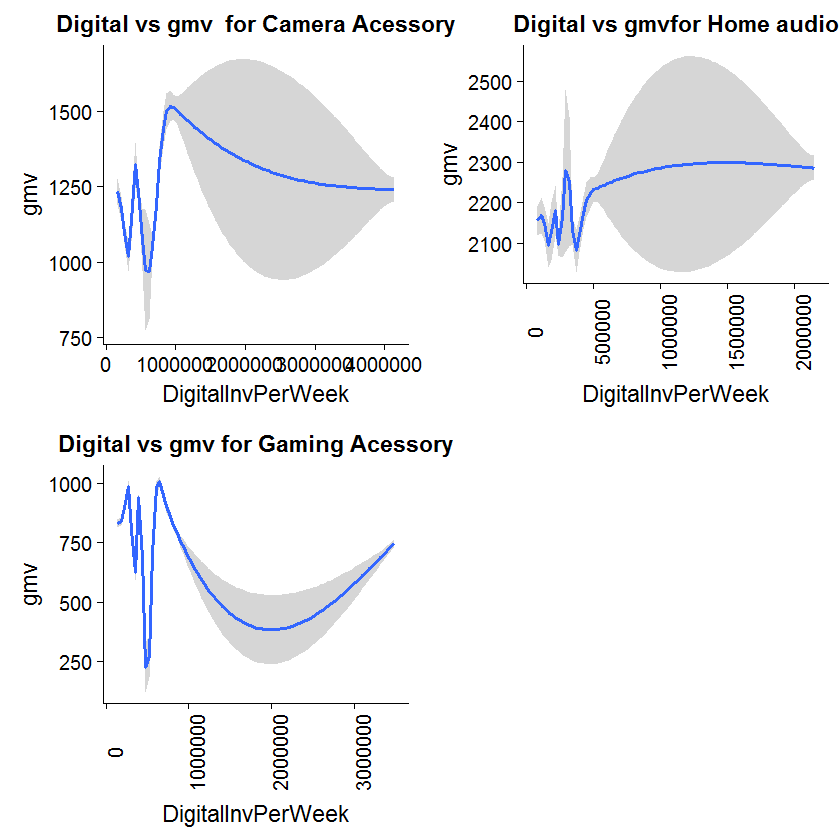 Digital vs gmv  for Camera Acessory
1500
1250
1000
750
gmv
0 1000000 2000000 3000000 4000000
DigitalInvPerWeek
Digital vs gmvfor Home audio
2500
2400
2300
2200
2100
gmv
0 500000 1000000 1500000 2000000
DigitalInvPerWeek
Digital vs gmv for Gaming Acessory
1000
750
500
250
gmv
0 1000000 2000000 3000000
DigitalInvPerWeek